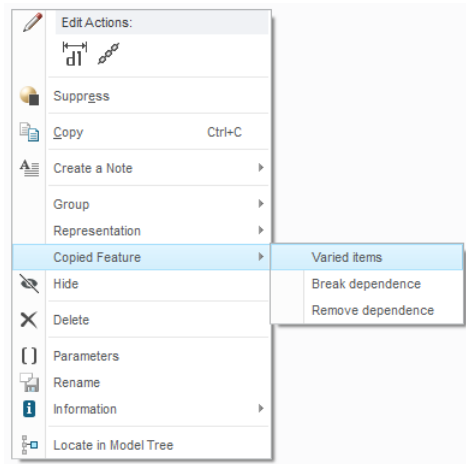 Edit Actions:
d1
Suppress
Copy Ctrl+C
Create a Note
Group
Representation
Copied Feature Varied items
Hide Break dependence
Delete Remove dependence
Parameters
Rename
Information
Locate in Model Tree